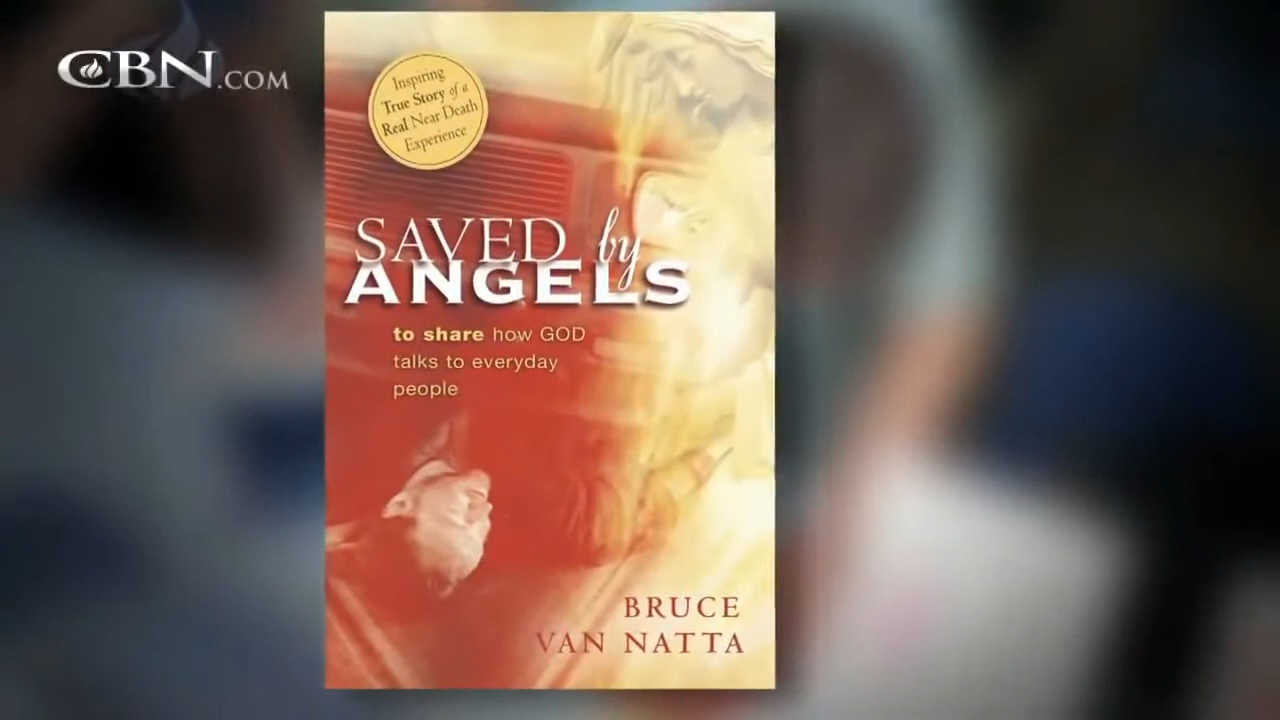 CBN.COM
Inspiring
True Story of a
Real Near Death
Experience
SAVED by
ANGELS
to share how GOD
talks to everyday
people
BRUCE
VAN NATTA